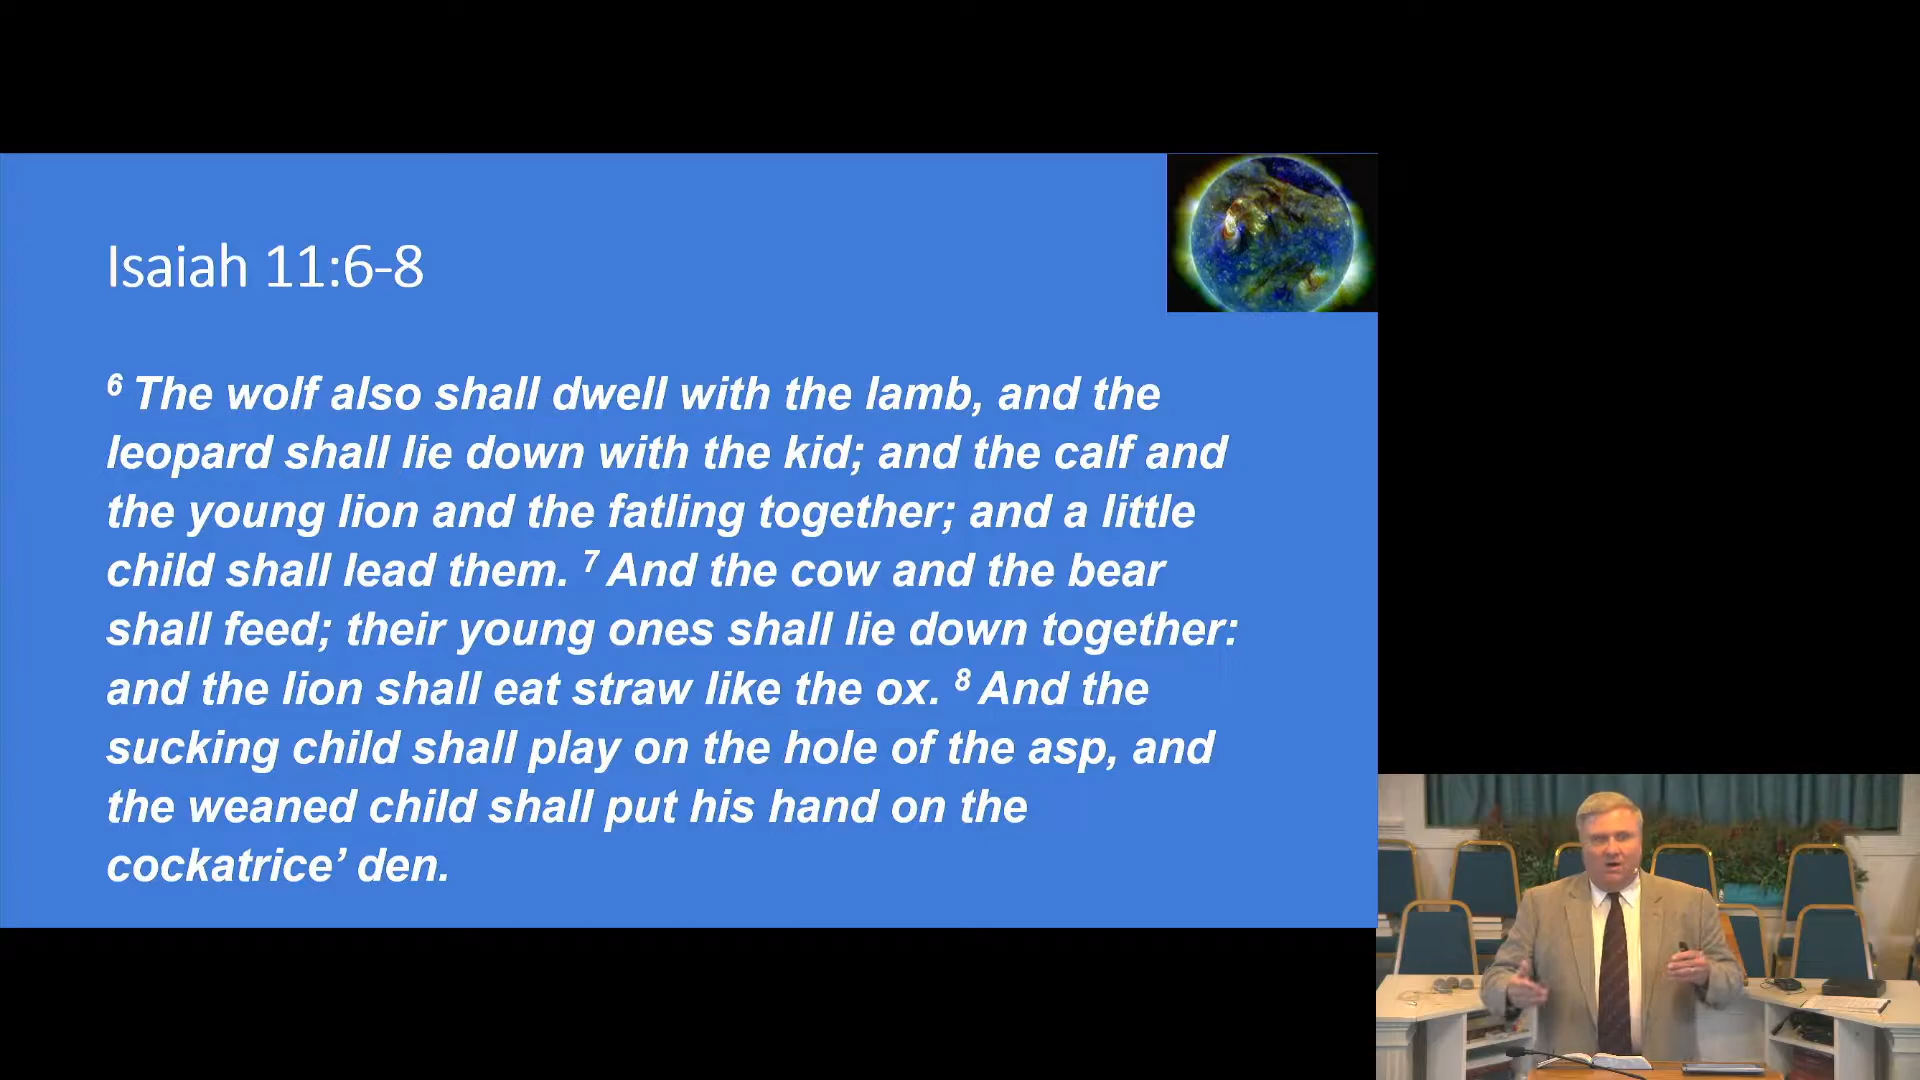 Isaiah 11:6-8
6 The wolf also shall dwell with the lamb, and the
leopard shall lie down with the kid; and the calf and
the young lion and the fatling together; and a little
child shall lead them. 7 And the cow and the bear
shall feed; their young ones shall lie down together:
and the lion shall eat straw like the ox. 8 And the
sucking child shall play on the hole of the asp, and
the weaned child shall put his hand on the
cockatrice’ den.